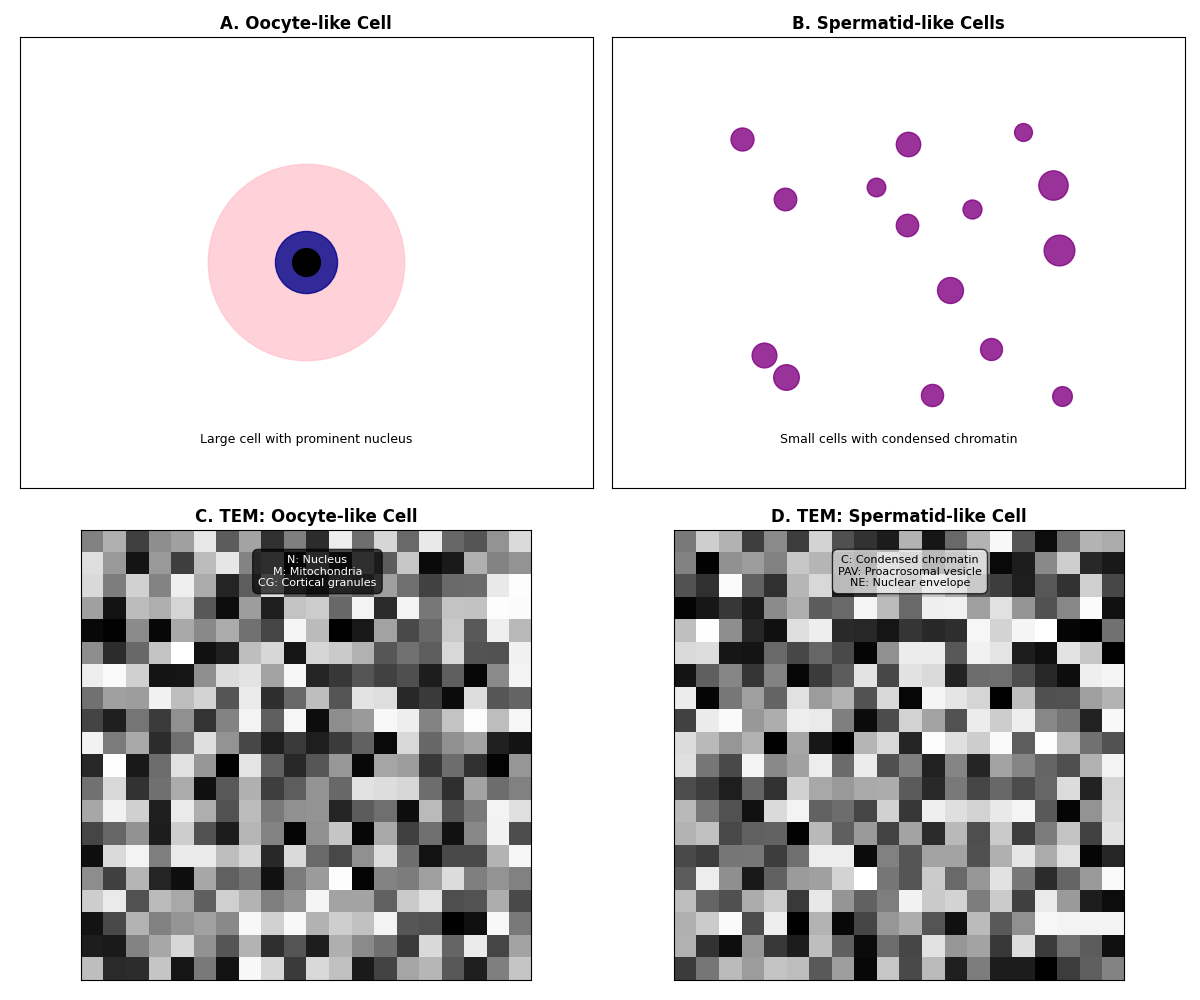 A. Oocyte-like Cell
B. Spermatid-like Cells
Large cell with prominent nucleus
Small cells with condensed chromatin
C. TEM: Oocyte-like Cell
D. TEM: Spermatid-like Cell
N: Nucleus
M: Mitochondria
CG: Cortical granules
C: Condensed chromatin
PAV: Proacrosomal vesicle
NE: Nuclear envelope